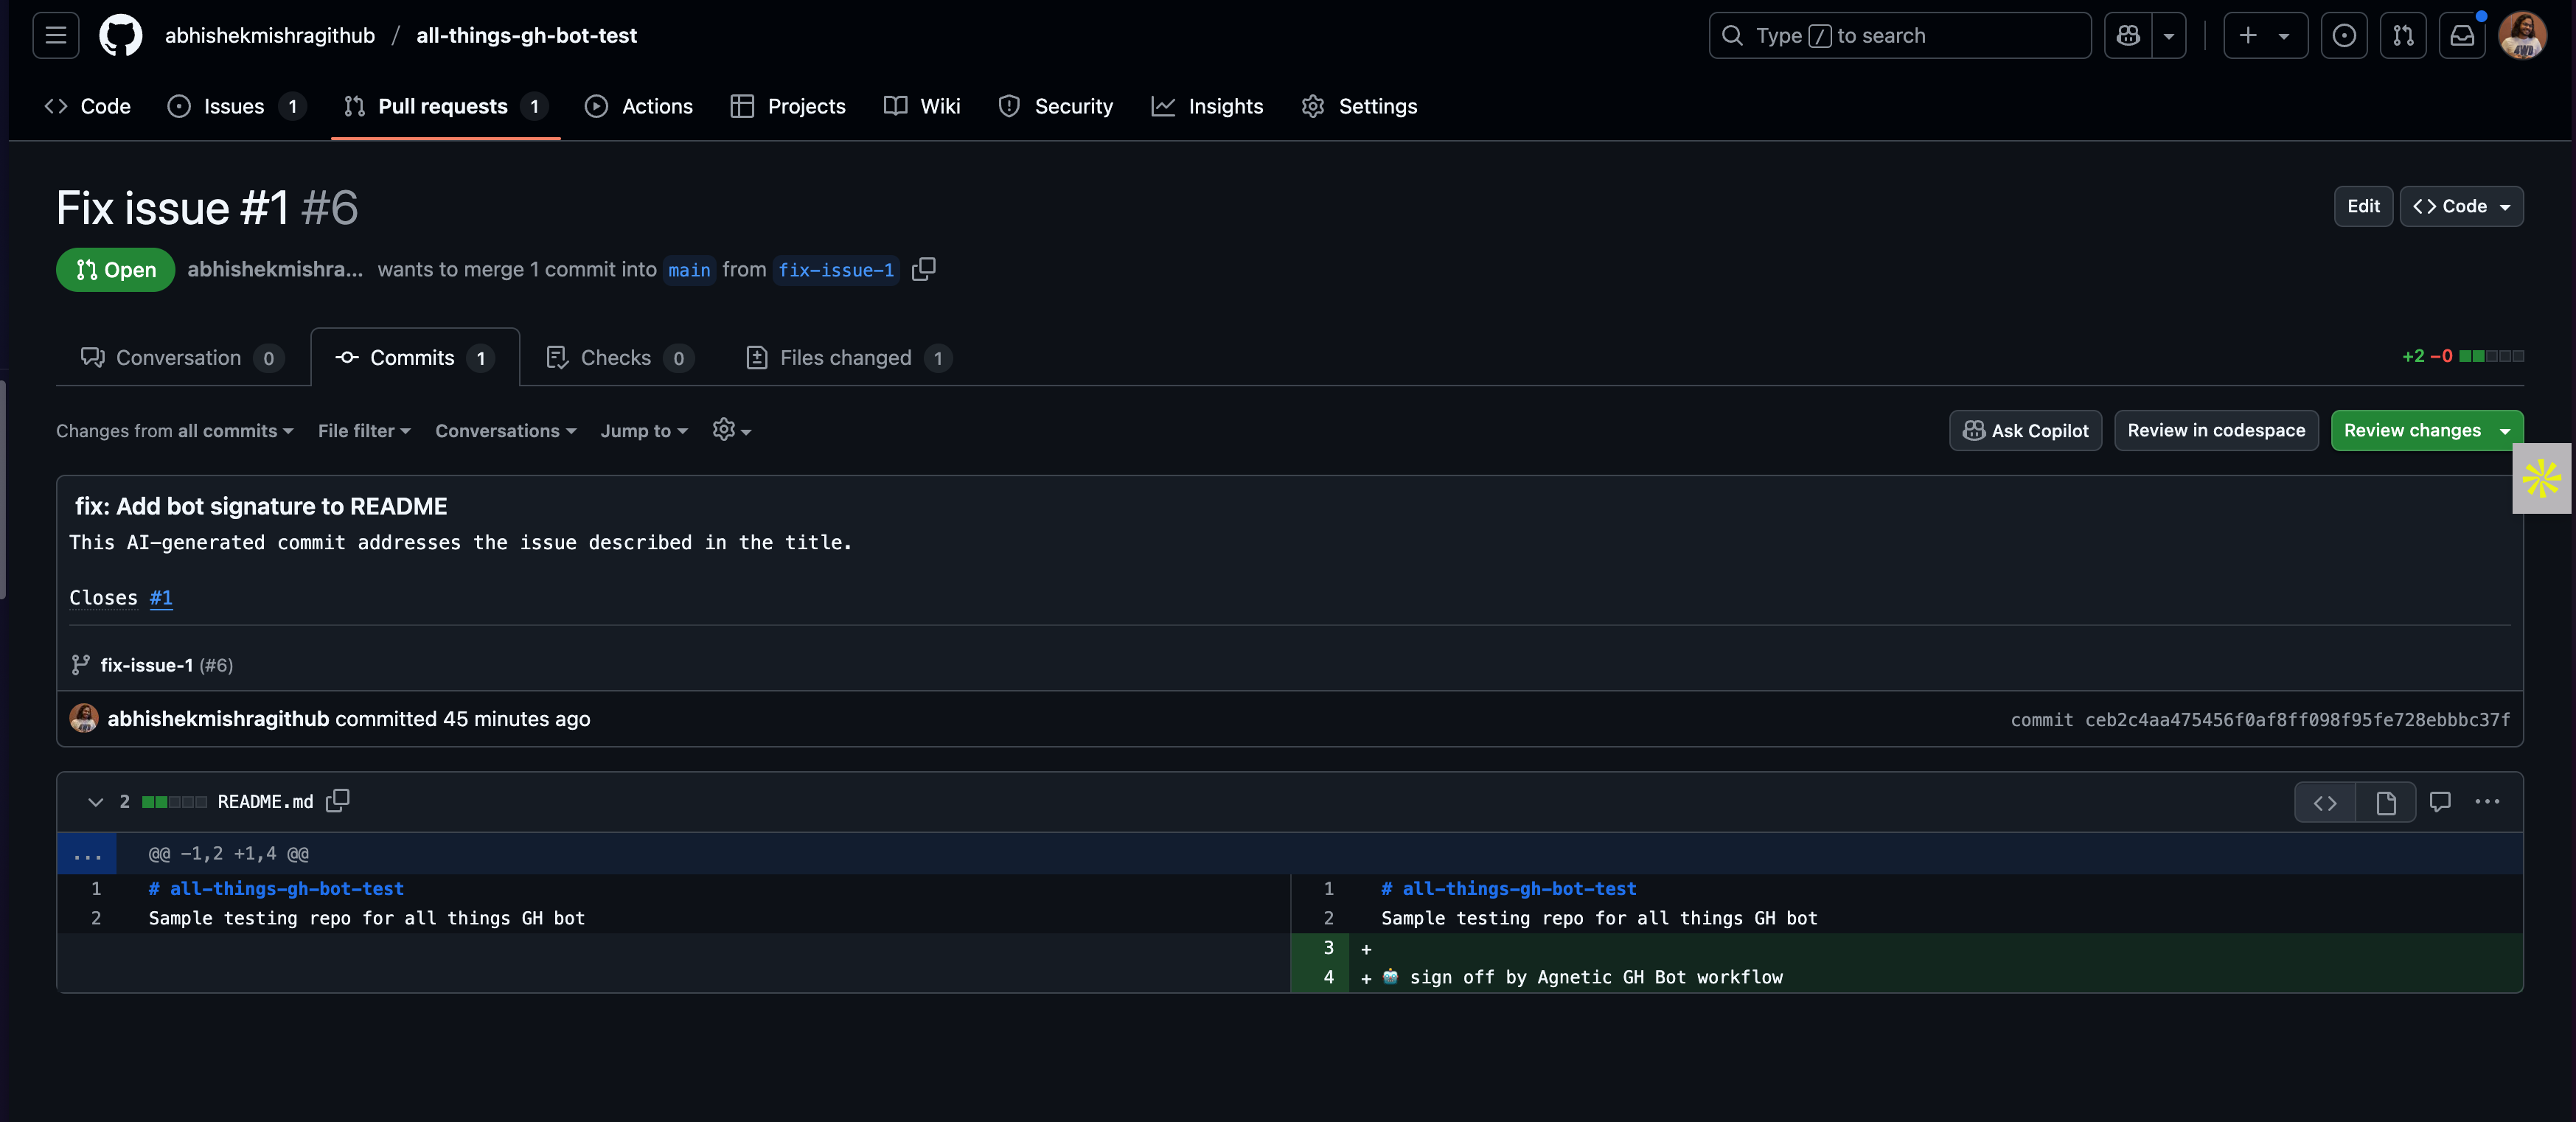 abhishekmishragithub / all-things-gh-bot-test
Type / to search
Code Issues 1 Pull requests 1 Actions Projects Wiki Security Insights Settings
Fix issue #1 #6
Edit Code
Open abhishekmishra... wants to merge 1 commit into main from fix-issue-1
Conversation 0 Commits 1 Checks 0 Files changed 1
+2 −0
Changes from all commits File filter Conversations Jump to
Ask Copilot Review in codespace Review changes
fix: Add bot signature to README
This AI-generated commit addresses the issue described in the title.
Closes #1
fix-issue-1 (#6)
abhishekmishragithub committed 45 minutes ago
commit ceb2c4aa475456f0af8ff098f95fe728ebbbc37f
2 README.md
... @@ -1,2 +1,4 @@
1 # all-things-gh-bot-test
2 Sample testing repo for all things GH bot
1 # all-things-gh-bot-test
2 Sample testing repo for all things GH bot
3 +
4 + 🤖 sign off by Agnetic GH Bot workflow